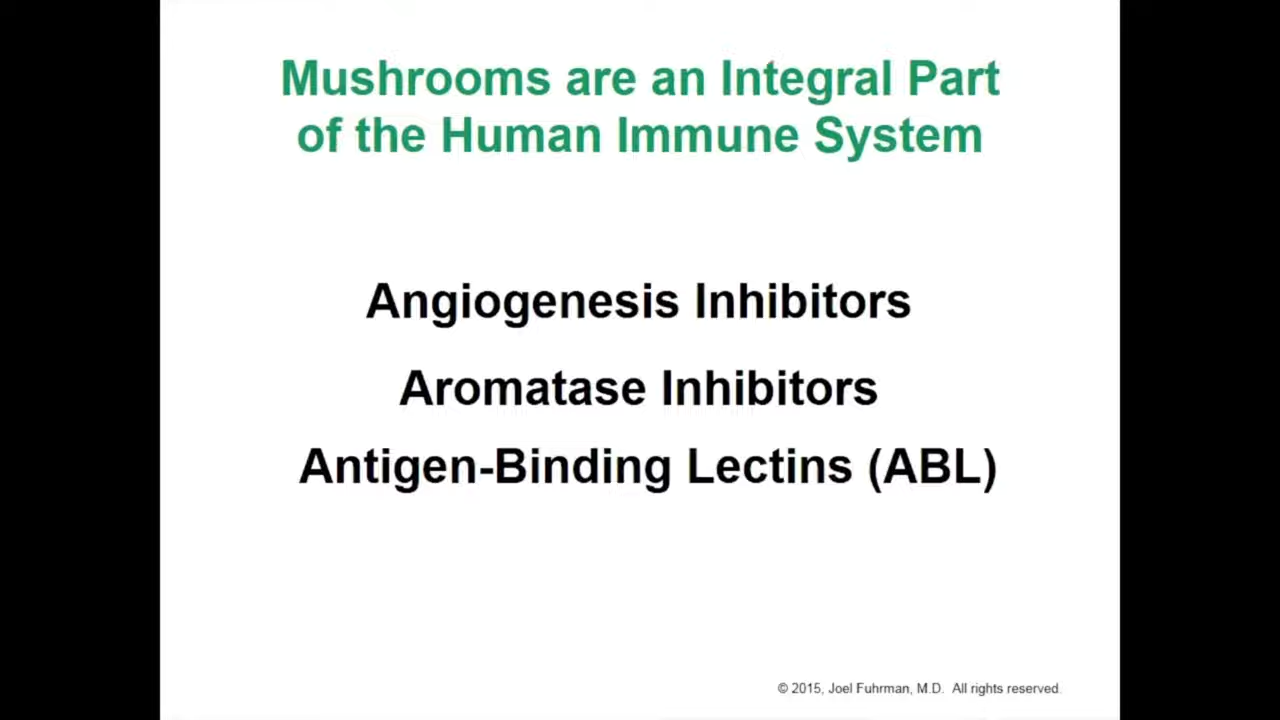 Mushrooms are an Integral Part
of the Human Immune System
Angiogenesis Inhibitors
Aromatase Inhibitors
Antigen-Binding Lectins (ABL)
© 2015, Joel Fuhrman, M.D.  All rights reserved.